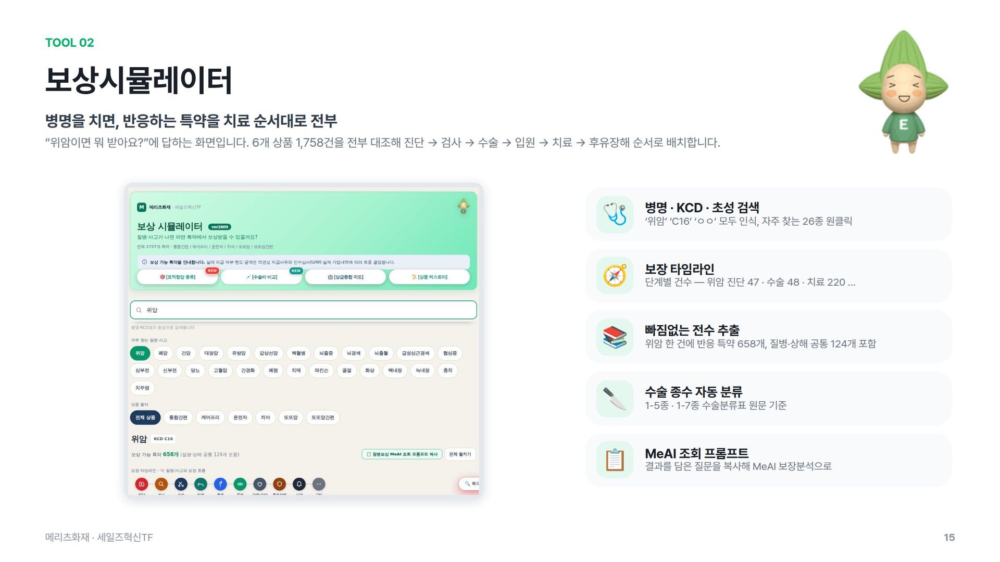 TOOL 02
보상시뮬레이터
병명을 치면, 반응하는 특약을 치료 순서대로 전부
“위암이면 뭐 받아요?”에 답하는 화면입니다. 6개 상품 1,758건을 전부 대조해 진단 → 검사 → 수술 → 입원 → 치료 → 후유장해 순서로 배치합니다.
E
M 메리츠화재 · 세일즈혁신TF
보상 시뮬레이터 ver2609
질병·사고가 나면 어떤 특약에서 보상받을 수 있을까요?
전체 1757개 특약 · 통합간편 / 케어프리 / 운전자 / 치아 / 또또암 / 또또암간편
보상 가능 특약을 안내합니다. 실제 지급 여부·한도·금액은 약관상 지급사유와 인수심사(U/W)·실제 가입내역에 따라 최종 결정됩니다.
NEW NEW
[표적항암 종류] [수술비 비교] [상급종합 지도] [상품 히스토리]
위암
병명·KCD코드·초성으로 검색됩니다
자주 찾는 질병·사고
위암 폐암 간암 대장암 유방암 갑상선암 백혈병 뇌졸중 뇌경색 뇌출혈 급성심근경색 협심증
심부전 신부전 당뇨 고혈압 간경화 폐렴 치매 파킨슨 골절 화상 백내장 녹내장 충치
치주염
상품 필터
전체 상품 통합간편 케어프리 운전자 치아 또또암 또또암간편
위암 KCD C16
보상 가능 특약 658개 (질병·상해 공통 124개 포함) 질병보상 MeAI 조회 프롬프트 복사 전체 펼치기
보장 타임라인 · 이 질병/사고의 보장 흐름
병명 · KCD · 초성 검색
‘위암’ ‘C16’ ‘ㅇㅇ’ 모두 인식, 자주 찾는 26종 원클릭
보장 타임라인
단계별 건수 — 위암 진단 47 · 수술 48 · 치료 220 ...
빠짐없는 전수 추출
위암 한 건에 반응 특약 658개, 질병·상해 공통 124개 포함
수술 종수 자동 분류
1-5종 · 1-7종 수술분류표 원문 기준
MeAI 조회 프롬프트
결과를 담은 질문을 복사해 MeAI 보장분석으로
메리츠화재 · 세일즈혁신TF
15